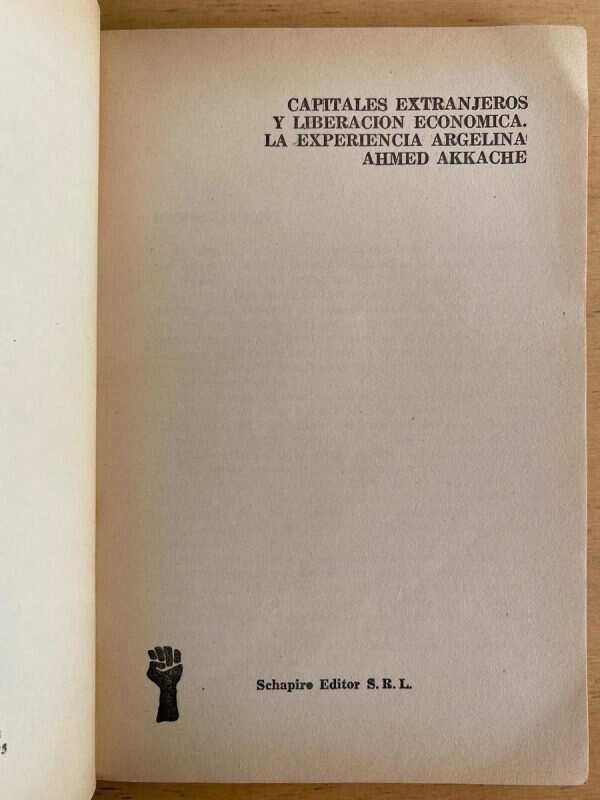 CAPITALES EXTRANJEROS
Y LIBERACION ECONOMICA.
LA EXPERIENCIA ARGELINA
AHMED AKKACHE
Schapire Editor S. R. L.